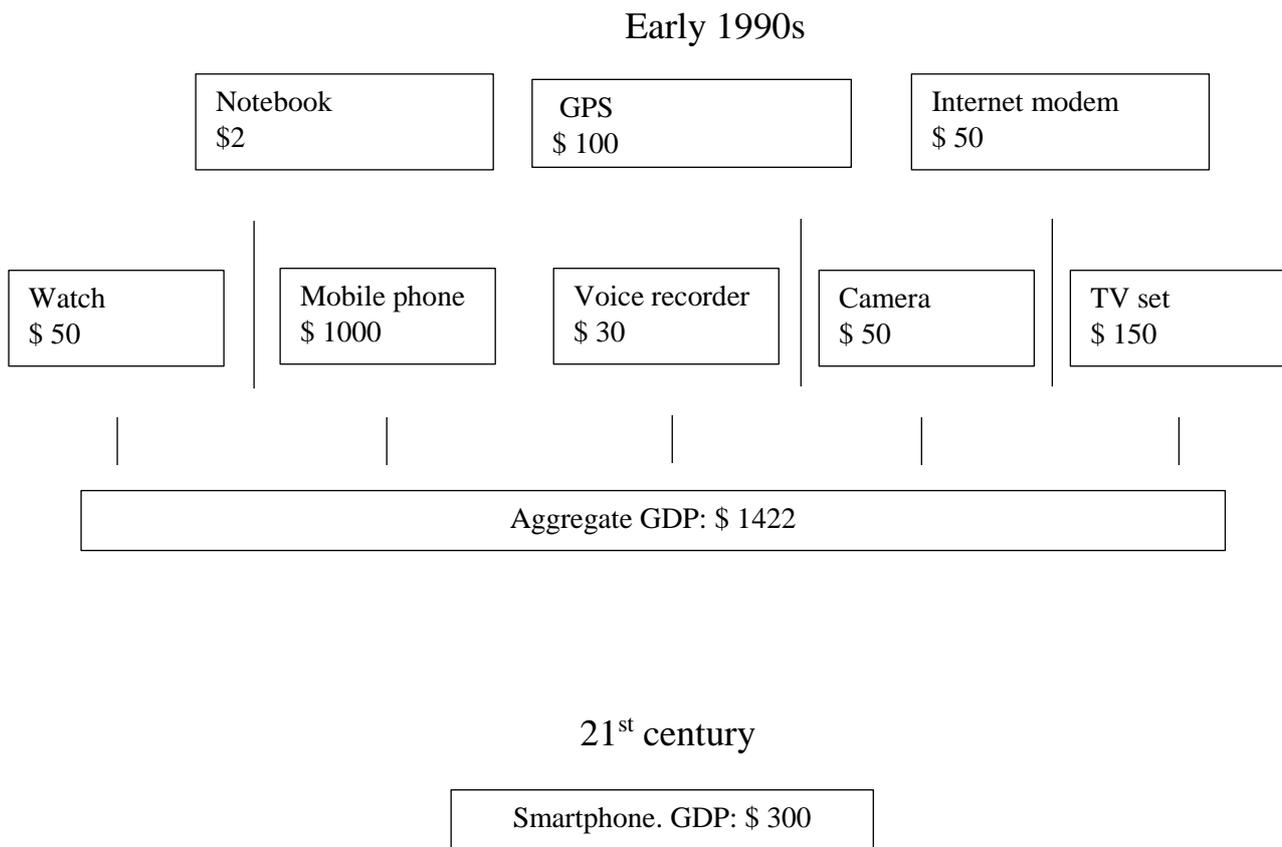 Early 1990s
Notebook
$2
GPS
$ 100
Internet modem
$ 50
Watch
$ 50
Mobile phone
$ 1000
Voice recorder
$ 30
Camera
$ 50
TV set
$ 150
Aggregate GDP: $ 1422
21st century
Smartphone. GDP: $ 300